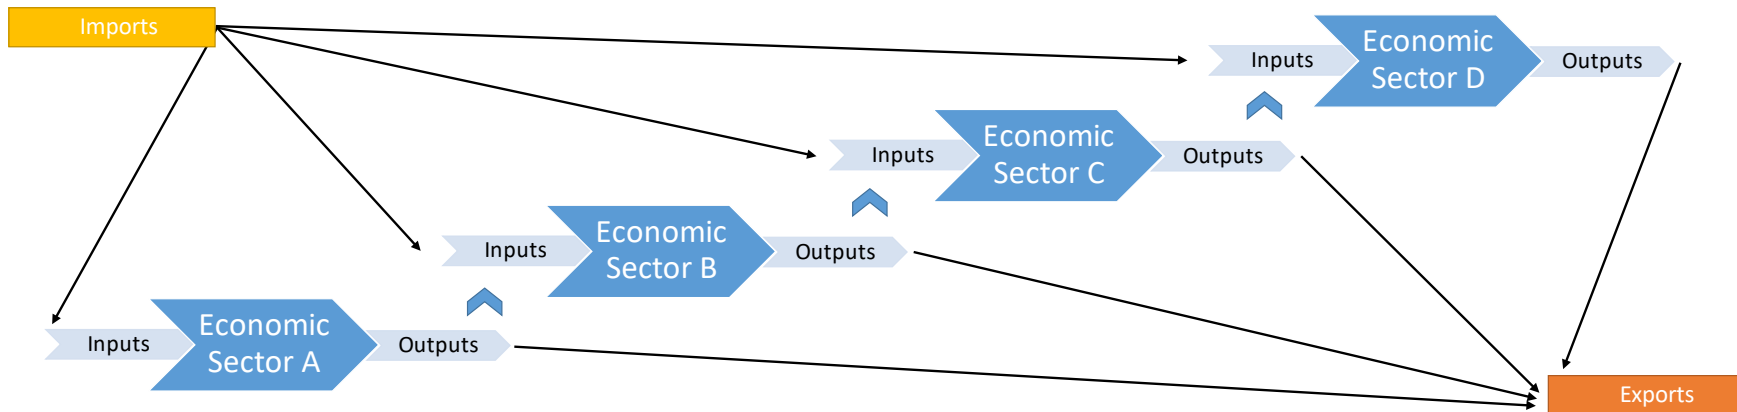 Imports
Inputs
Economic
Sector D
Outputs
Inputs
Economic
Sector C
Outputs
Inputs
Economic
Sector B
Outputs
Inputs
Economic
Sector A
Outputs
Exports